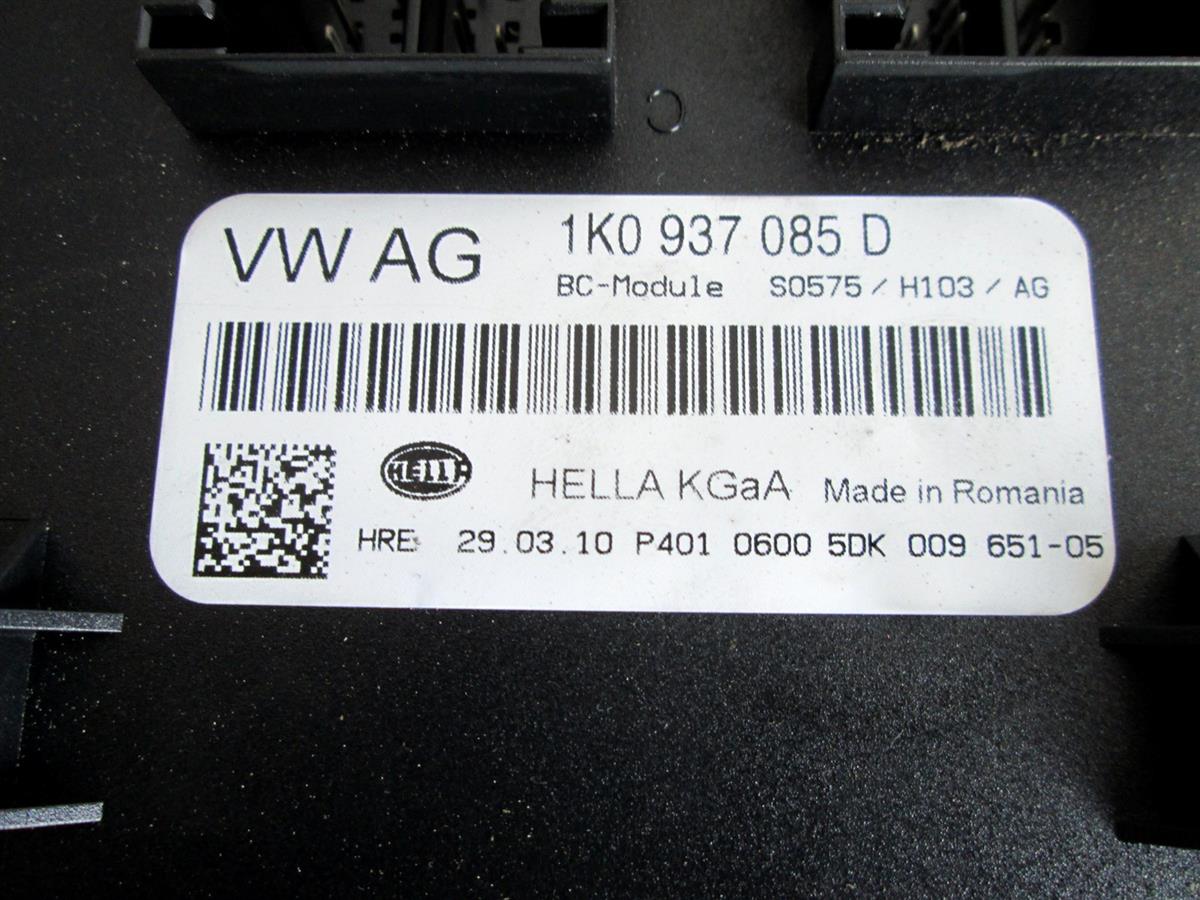 VW AG 1K0 937 085 D
BC-Module S0575 / H103 / AG
HELLA HELLA KGaA Made in Romania
HRE 29.03.10 P401 0600 5DK 009 651-05